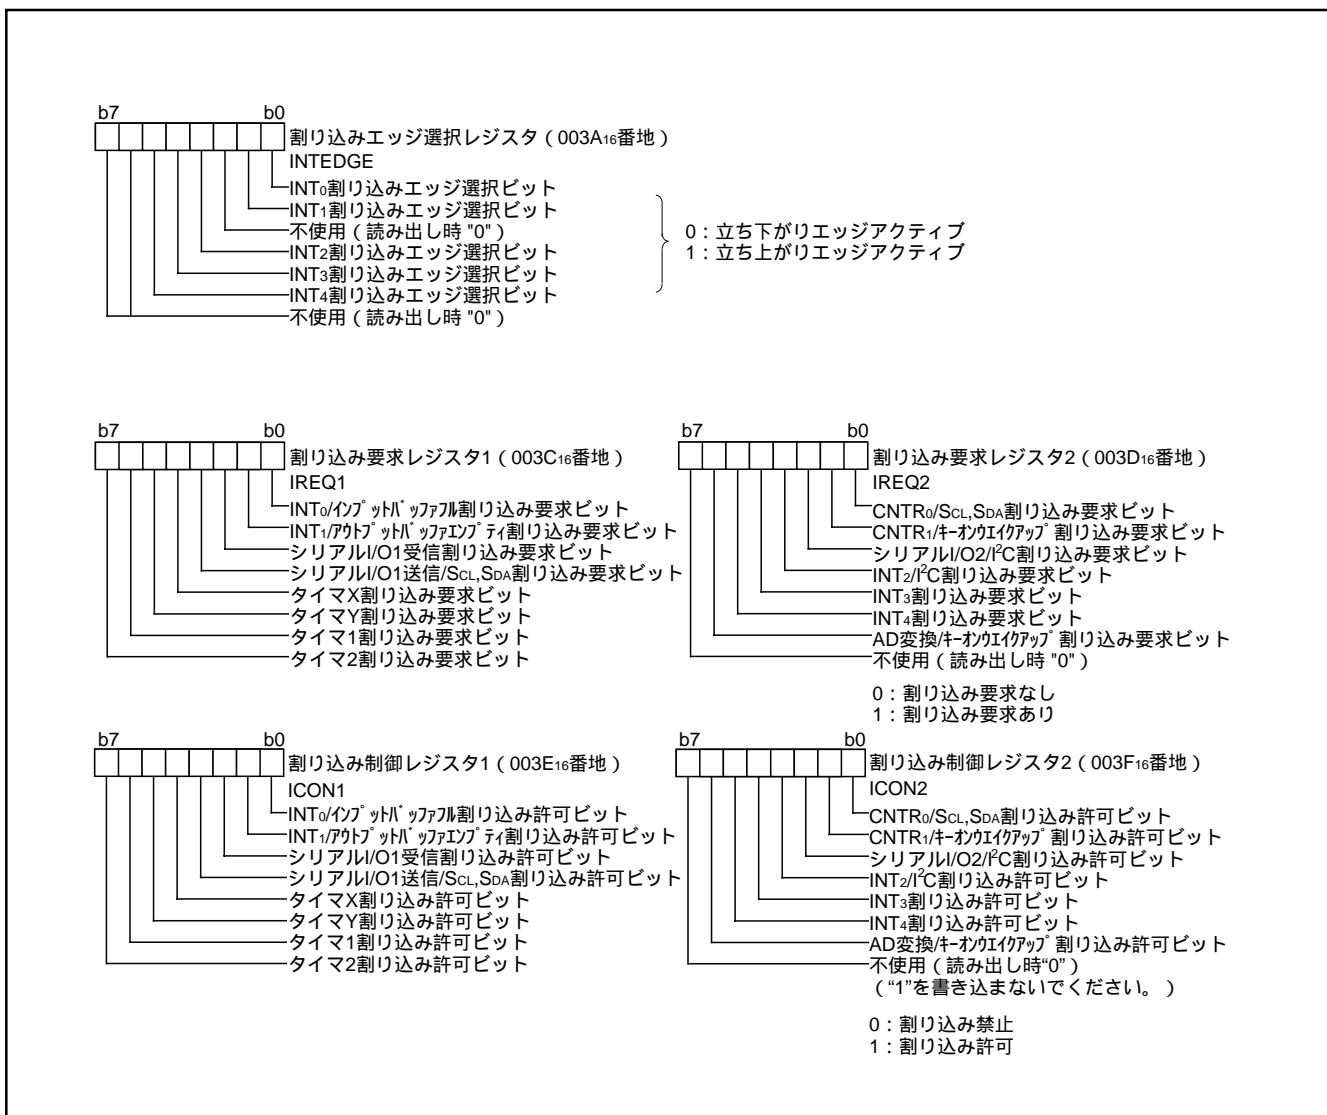 b7 b0
割り込みエッジ選択レジスタ（003A16番地）
INTEDGE
INT0割り込みエッジ選択ビット
INT1割り込みエッジ選択ビット
不使用（読み出し時 "0"）
INT2割り込みエッジ選択ビット
INT3割り込みエッジ選択ビット
INT4割り込みエッジ選択ビット
不使用（読み出し時 "0"）
0：立ち下がりエッジアクティブ
1：立ち上がりエッジアクティブ
b7 b0
割り込み要求レジスタ1（003C16番地）
IREQ1
INT0/ｲﾝﾌﾟｯﾄﾊﾞｯﾌｧﾌﾙ割り込み要求ビット
INT1/ｱｳﾄﾌﾟｯﾄﾊﾞｯﾌｧｴﾝﾌﾟﾃｨ割り込み要求ビット
シリアルI/O1受信割り込み要求ビット
シリアルI/O1送信/SCL,SDA割り込み要求ビット
タイマX割り込み要求ビット
タイマY割り込み要求ビット
タイマ1割り込み要求ビット
タイマ2割り込み要求ビット
b7 b0
割り込み要求レジスタ2（003D16番地）
IREQ2
CNTR0/SCL,SDA割り込み要求ビット
CNTR1/ｷｰｵﾝｳｴｲｸｱｯﾌﾟ割り込み要求ビット
シリアルI/O2/I2C割り込み要求ビット
INT2/I2C割り込み要求ビット
INT3割り込み要求ビット
INT4割り込み要求ビット
AD変換/ｷｰｵﾝｳｴｲｸｱｯﾌﾟ割り込み要求ビット
不使用（読み出し時 "0"）
0：割り込み要求なし
1：割り込み要求あり
b7 b0
割り込み制御レジスタ1（003E16番地）
ICON1
INT0/ｲﾝﾌﾟｯﾄﾊﾞｯﾌｧﾌﾙ割り込み許可ビット
INT1/ｱｳﾄﾌﾟｯﾄﾊﾞｯﾌｧｴﾝﾌﾟﾃｨ割り込み許可ビット
シリアルI/O1受信割り込み許可ビット
シリアルI/O1送信/SCL,SDA割り込み許可ビット
タイマX割り込み許可ビット
タイマY割り込み許可ビット
タイマ1割り込み許可ビット
タイマ2割り込み許可ビット
b7 b0
割り込み制御レジスタ2（003F16番地）
ICON2
CNTR0/SCL,SDA割り込み許可ビット
CNTR1/ｷｰｵﾝｳｴｲｸｱｯﾌﾟ割り込み許可ビット
シリアルI/O2/I2C割り込み許可ビット
INT2/I2C割り込み許可ビット
INT3割り込み許可ビット
INT4割り込み許可ビット
AD変換/ｷｰｵﾝｳｴｲｸｱｯﾌﾟ割り込み許可ビット
不使用（読み出し時“0”）
（“1”を書き込まないでください。）
0：割り込み禁止
1：割り込み許可